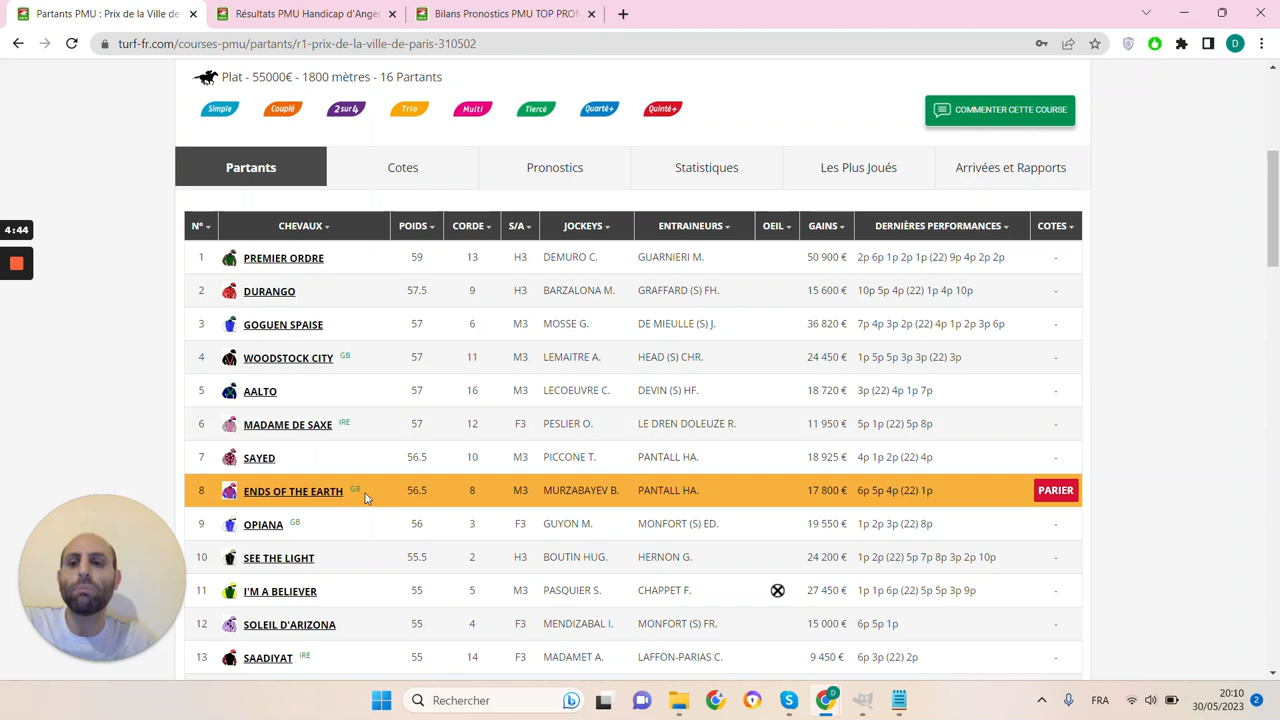 Partants PMU : Prix de la Ville de
Résultats PMU Handicap d'Anger
Bilans Pronostics PMU TOP PRON
turf-fr.com/courses-pmu/partants/r1-prix-de-la-ville-de-paris-310502
D
Plat - 55000€ - 1800 mètres - 16 Partants
Simple Couplé 2sur4 Trio Multi Tiercé Quarté+ Quinté+
COMMENTER CETTE COURSE
Partants Cotes Pronostics Statistiques Les Plus Joués Arrivées et Rapports
4:44
N° CHEVAUX POIDS CORDE S/A JOCKEYS ENTRAINEURS OEIL GAINS DERNIÈRES PERFORMANCES COTES
1 PREMIER ORDRE 59 13 H3 DEMURO C. GUARNIERI M. 50 900 € 2p 6p 1p 2p 1p (22) 9p 4p 2p 2p -
2 DURANGO 57.5 9 H3 BARZALONA M. GRAFFARD (S) FH. 15 600 € 10p 5p 4p (22) 1p 4p 10p -
3 GOGUEN SPAISE 57 6 M3 MOSSE G. DE MIEULLE (S) J. 36 820 € 7p 4p 3p 2p (22) 4p 1p 2p 3p 6p -
4 WOODSTOCK CITY GB 57 11 M3 LEMAITRE A. HEAD (S) CHR. 24 450 € 1p 5p 5p 3p 3p (22) 3p -
5 AALTO 57 16 M3 LECOEUVRE C. DEVIN (S) HF. 18 720 € 3p (22) 4p 1p 7p -
6 MADAME DE SAXE IRE 57 12 F3 PESLIER O. LE DREN DOLEUZE R. 11 950 € 5p 1p (22) 5p 8p -
7 SAYED 56.5 10 M3 PICCONE T. PANTALL HA. 18 925 € 4p 1p 2p (22) 4p -
8 ENDS OF THE EARTH GB 56.5 8 M3 MURZABAYEV B. PANTALL HA. 17 800 € 6p 5p 4p (22) 1p PARIER
9 OPIANA GB 56 3 F3 GUYON M. MONFORT (S) ED. 19 550 € 1p 2p 3p (22) 8p -
10 SEE THE LIGHT 55.5 2 H3 BOUTIN HUG. HERNON G. 24 200 € 1p 2p (22) 5p 7p 8p 3p 2p 10p -
11 I'M A BELIEVER 55 5 M3 PASQUIER S. CHAPPET F. 27 450 € 1p 1p 6p (22) 5p 5p 3p 9p -
12 SOLEIL D'ARIZONA 55 4 F3 MENDIZABAL I. MONFORT (S) FR. 15 000 € 6p 5p 1p -
13 SAADIYAT IRE 55 14 F3 MADAMET A. LAFFON-PARIAS C. 9 450 € 6p 3p (22) 2p -
Rechercher
FRA
20:10
30/05/2023
2